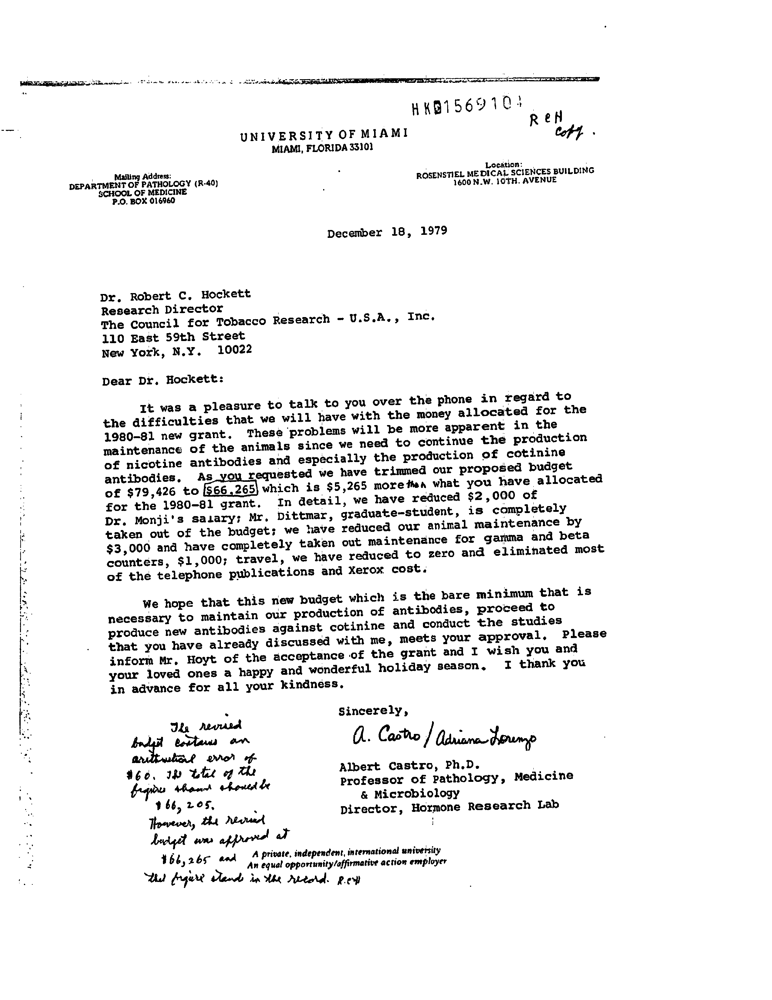 HK01569104
RCH
copy.
UNIVERSITY OF MIAMI
MIAMI, FLORIDA 33101
Mailing Address:
DEPARTMENT OF PATHOLOGY (R-40)
SCHOOL OF MEDICINE
P.O. BOX 016960
Location:
ROSENSTIEL MEDICAL SCIENCES BUILDING
1600 N.W. 10TH. AVENUE
December 18, 1979
Dr. Robert C. Hockett
Research Director
The Council for Tobacco Research - U.S.A., Inc.
110 East 59th Street
New York, N.Y. 10022
Dear Dr. Hockett:
It was a pleasure to talk to you over the phone in regard to
the difficulties that we will have with the money allocated for the
1980-81 new grant. These problems will be more apparent in the
maintenance of the animals since we need to continue the production
of nicotine antibodies and especially the production of cotinine
antibodies. As you requested we have trimmed our proposed budget
of $79,426 to $66,265 which is $5,265 more than what you have allocated
for the 1980-81 grant. In detail, we have reduced $2,000 of
Dr. Monji's salary; Mr. Dittmar, graduate-student, is completely
taken out of the budget; we have reduced our animal maintenance by
$3,000 and have completely taken out maintenance for gamma and beta
counters, $1,000; travel, we have reduced to zero and eliminated most
of the telephone publications and Xerox cost.
We hope that this new budget which is the bare minimum that is
necessary to maintain our production of antibodies, proceed to
produce new antibodies against cotinine and conduct the studies
that you have already discussed with me, meets your approval. Please
inform Mr. Hoyt of the acceptance of the grant and I wish you and
your loved ones a happy and wonderful holiday season. I thank you
in advance for all your kindness.
Sincerely,
A. Castro / Adriana Lorenzo
Albert Castro, Ph.D.
Professor of Pathology, Medicine
& Microbiology
Director, Hormone Research Lab
The revised
budget contains an
arithmetical error of
$60. The total of the
figures shown should be
$66,205.
However, the revised
budget was approved at
$66,265 and
the figure stands in the record. RCH
A private, independent, international university
An equal opportunity/affirmative action employer